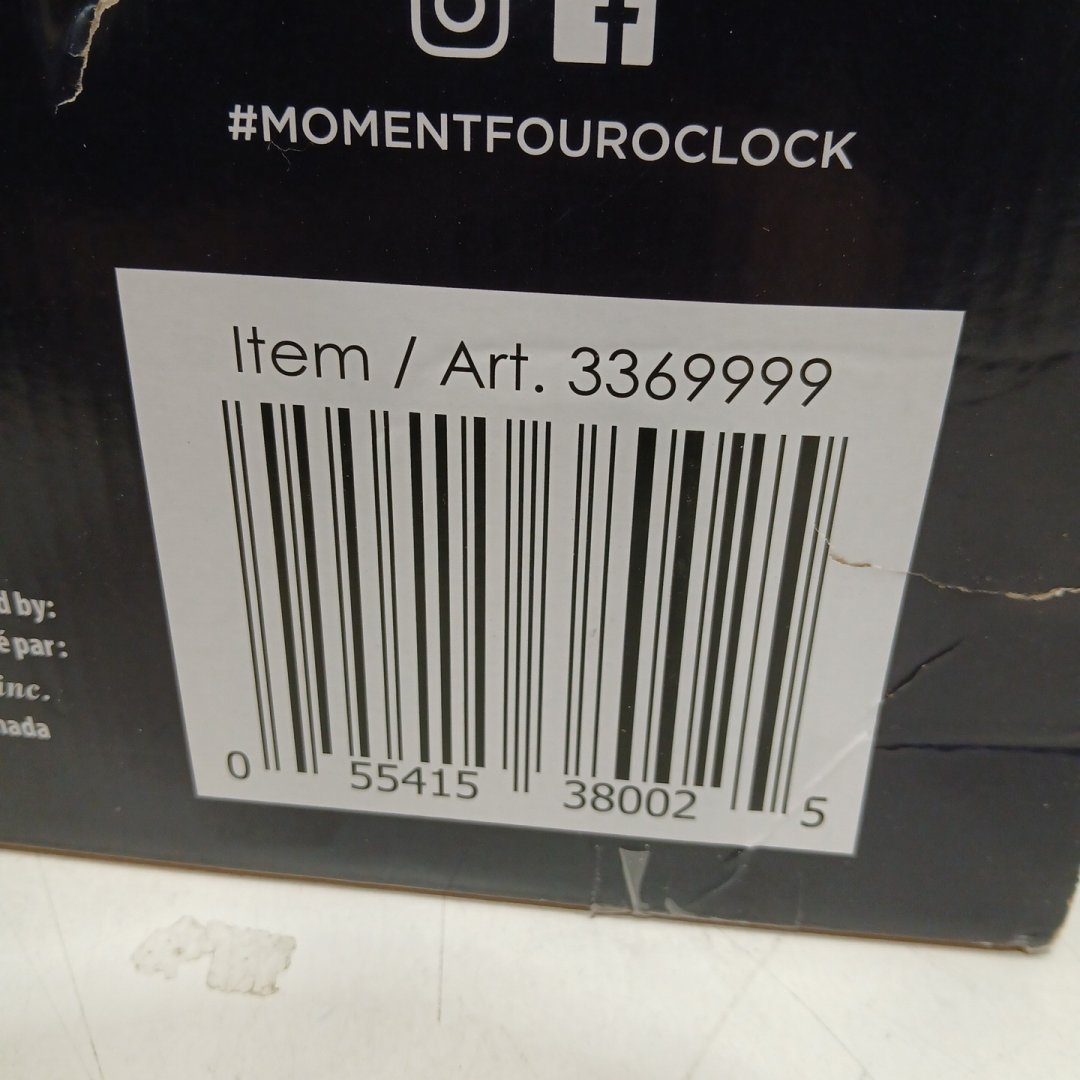 #MOMENTFOUROCLOCK
Item / Art. 3369999
0 55415 38002 5
d by:
é par:
inc.
nada